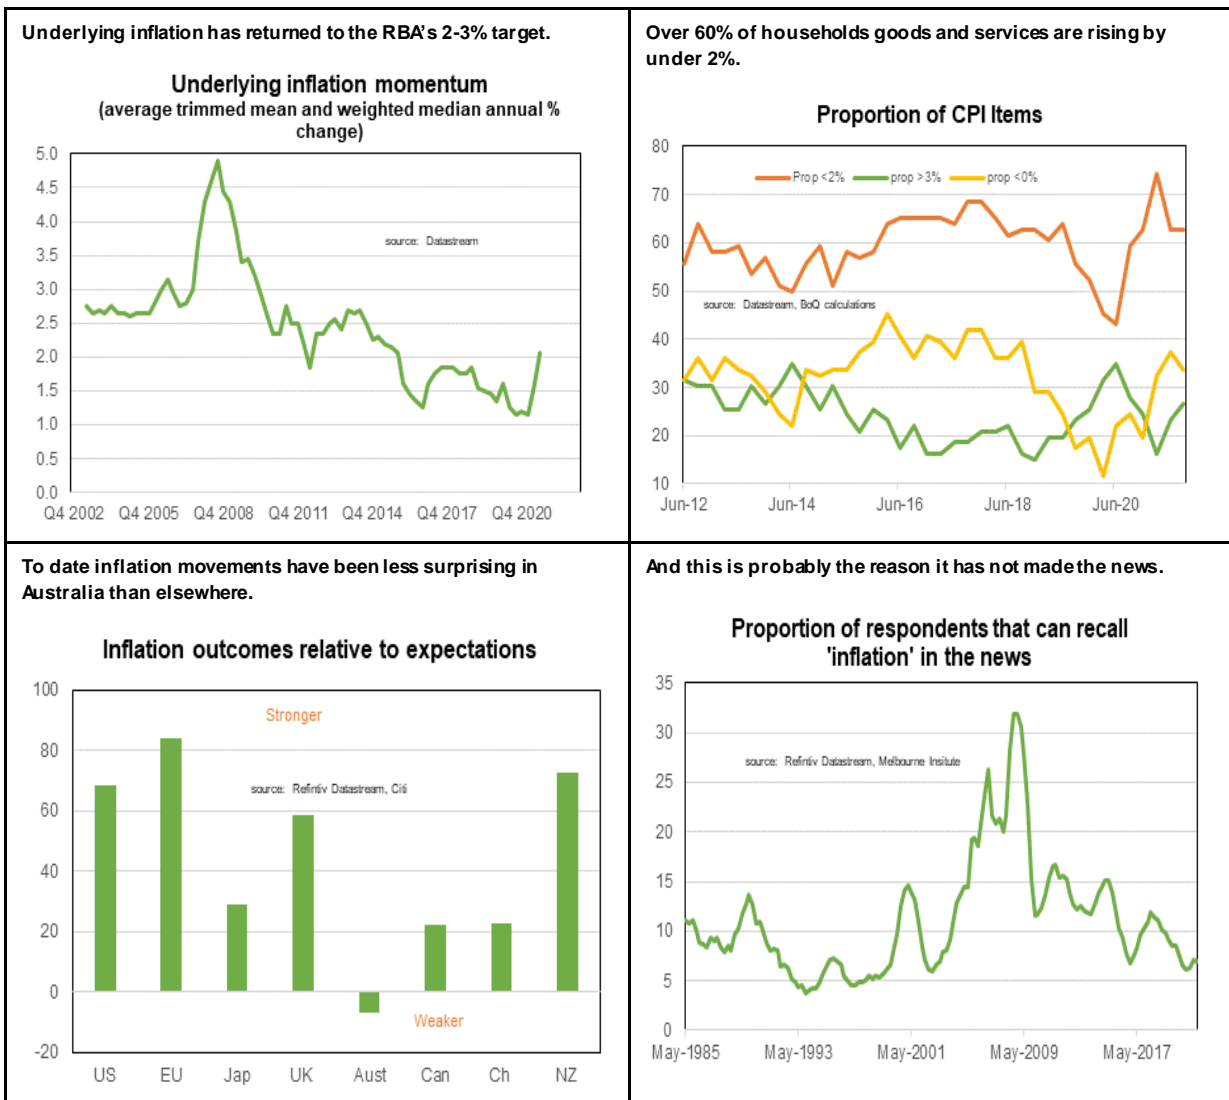 Underlying inflation has returned to the RBA's 2-3% target.
Underlying inflation momentum
(average trimmed mean and weighted median annual %
change)
5.0
4.5
4.0
source: Datastream
3.5
3.0
2.5
2.0
1.5
1.0
0.5
0.0
Q4 2002 Q4 2005 Q4 2008 Q4 2011 Q4 2014 Q4 2017 Q4 2020
Over 60% of households goods and services are rising by
under 2%.
Proportion of CPI Items
80
Prop <2% prop >3% prop <0%
70
60
50
source: Datastream, BoQ calculations
40
30
20
10
Jun-12 Jun-14 Jun-16 Jun-18 Jun-20
To date inflation movements have been less surprising in
Australia than elsewhere.
Inflation outcomes relative to expectations
100
Stronger
80
source: Refintiv Datastream, Citi
60
40
20
0
Weaker
-20
US EU Jap UK Aust Can Ch NZ
And this is probably the reason it has not made the news.
Proportion of respondents that can recall
'inflation' in the news
35
30
source: Refintiv Datastream, Melbourne Insitute
25
20
15
10
5
0
May-1985 May-1993 May-2001 May-2009 May-2017